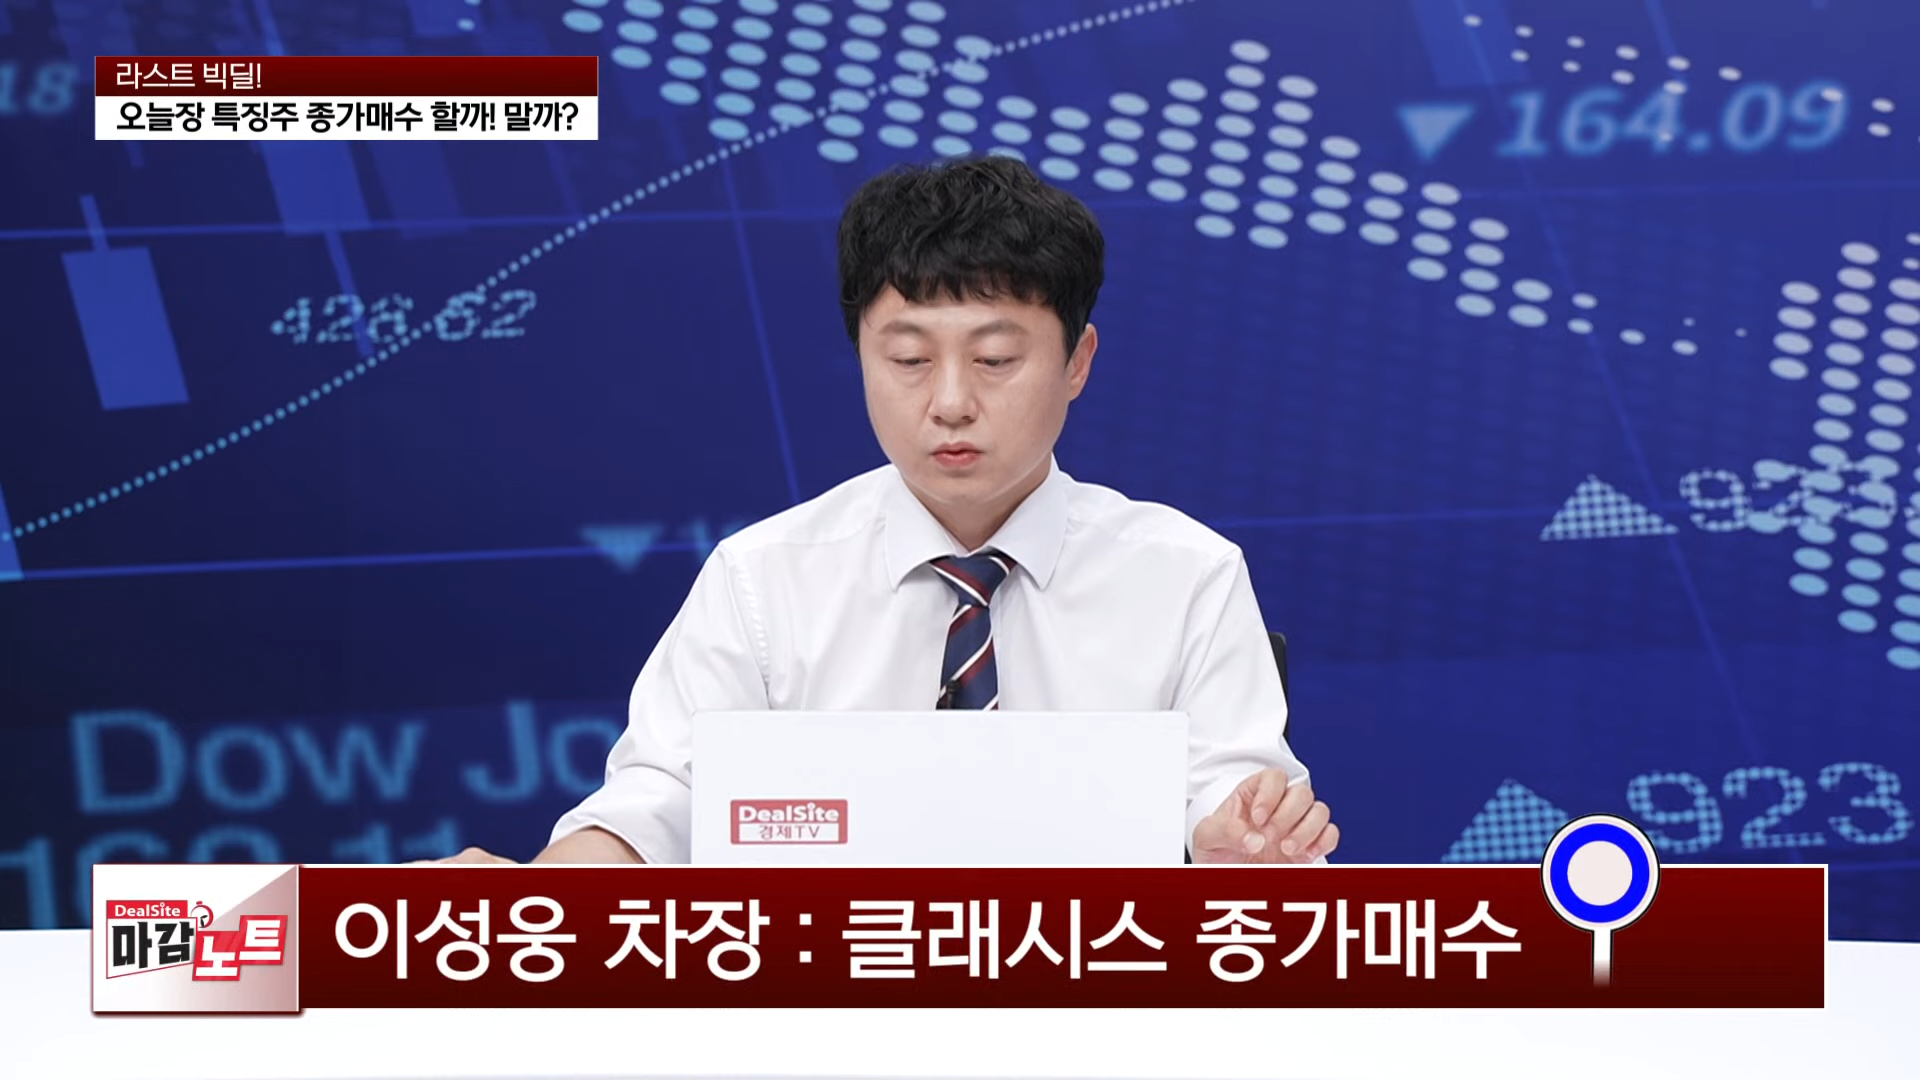 라스트 빅딜!
오늘장 특징주 종가매수 할까! 말까?
164.09
428.62
Dow Jo
923
DealSite
경제TV
DealSite
마감노트
이성웅 차장 : 클래시스 종가매수